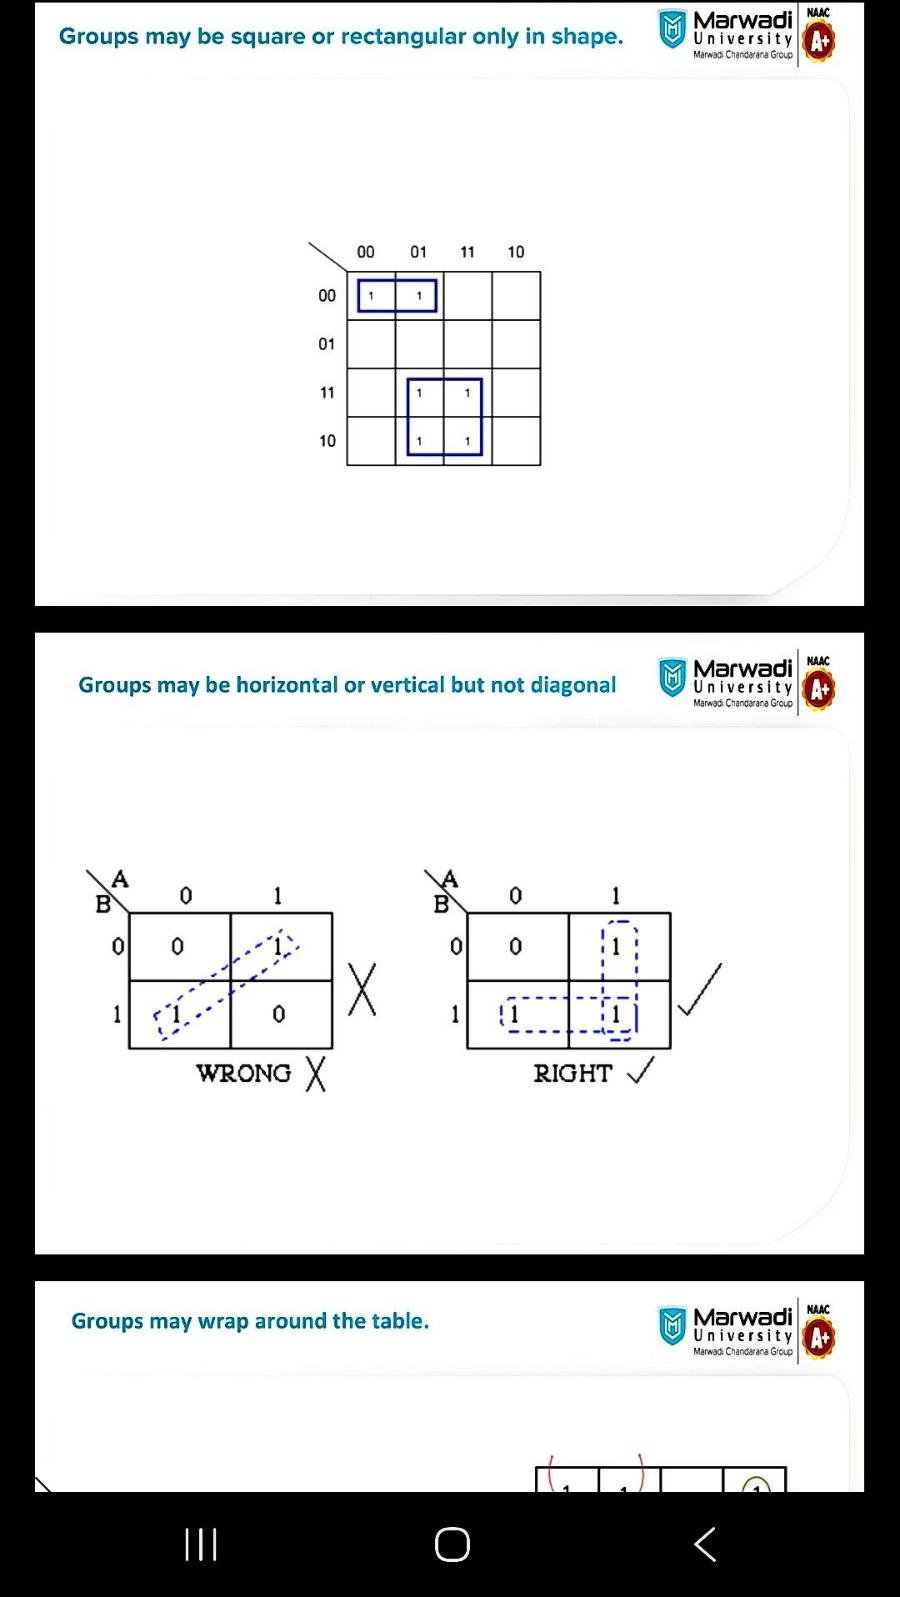 Groups may be square or rectangular only in shape.
Marwadi
University
Marwadi Chandarana Group
NAAC
A+
00 01 11 10
00 1 1
01
11 1 1
10 1 1
Groups may be horizontal or vertical but not diagonal
Marwadi
University
Marwadi Chandarana Group
NAAC
A+
A
B 0 1
0 0 1
1 1 0
WRONG X
X
A
B 0 1
0 0 1
1 1 1
RIGHT ✓
✓
Groups may wrap around the table.
Marwadi
University
Marwadi Chandarana Group
NAAC
A+
1 1 1